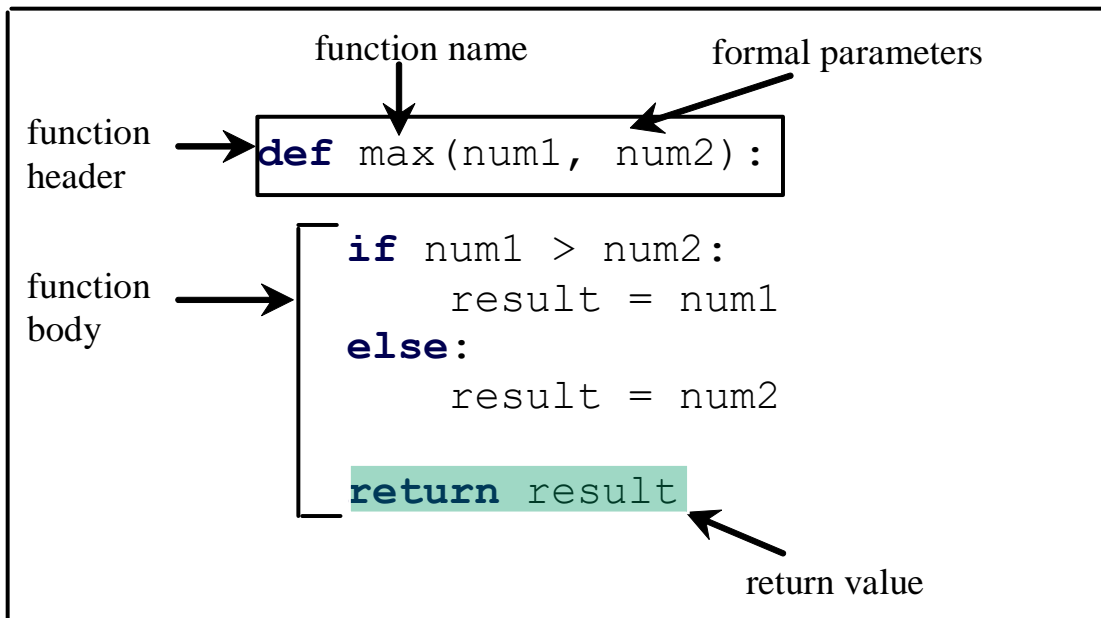 function name
formal parameters
function
header
def max(num1, num2):
if num1 > num2:
result = num1
function
body
else:
result = num2
return result
return value